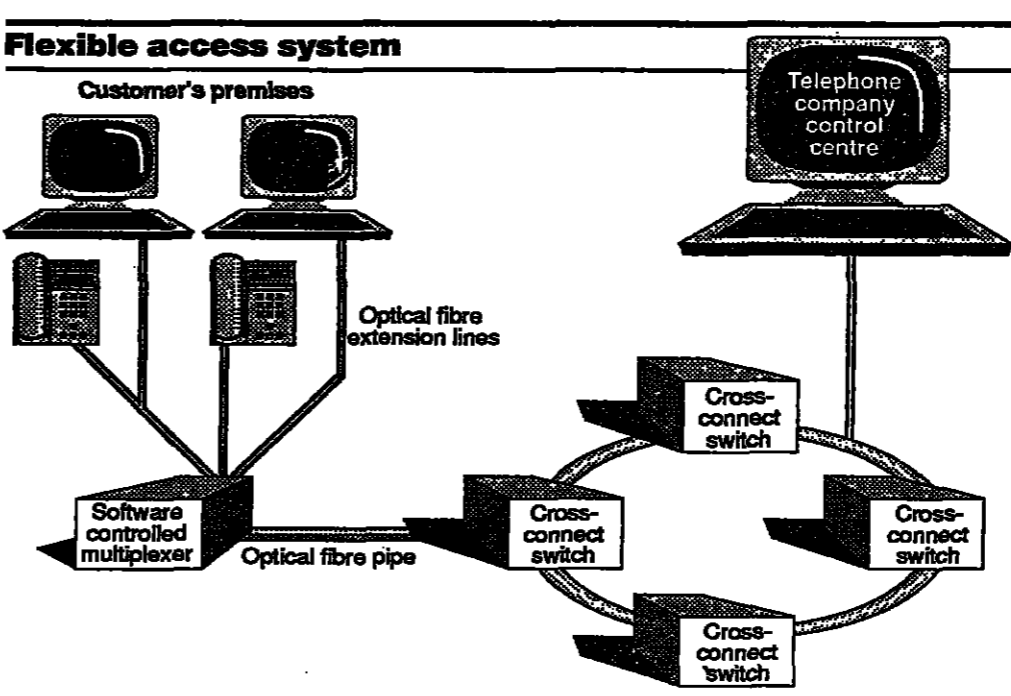 Flexible access system
Customer's premises
Telephone
company
control
centre
Optical fibre
extension lines
Cross-
connect
switch
Software
controlled
multiplexer
Optical fibre pipe
Cross-
connect
switch
Cross-
connect
switch
Cross-
connect
switch